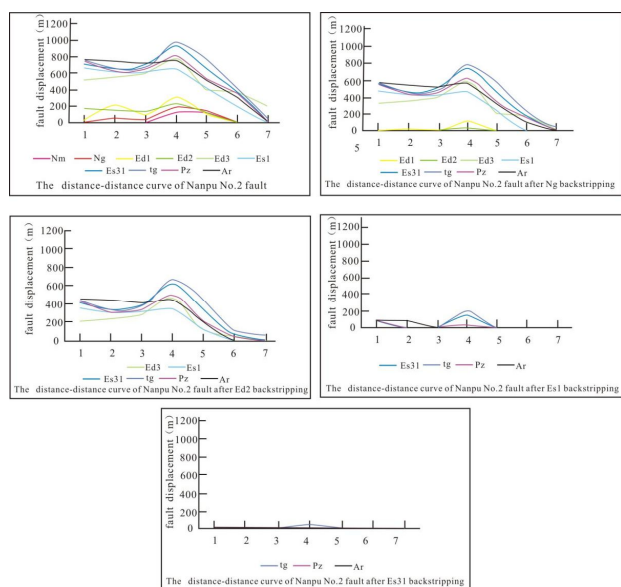 fault displacement (m)
1200
1000
800
600
400
200
0
1 2 3 4 5 6 7
Nm Ng Ed1 Ed2 Ed3 Es1
Es31 tg Pz Ar
The distance-distance curve of Nanpu No.2 fault
fault displacement (m)
1200
1000
800
600
400
200
0
5
1 2 3 4 5 6 7
Ed1 Ed2 Ed3 Es1
Es31 tg Pz Ar
The distance-distance curve of Nanpu No.2 fault after Ng backstripping
fault displacement (m)
1200
1000
800
600
400
200
0
1 2 3 4 5 6 7
Ed3 Es1
Es31 tg Pz Ar
The distance-distance curve of Nanpu No.2 fault after Ed2 backstripping
fault displacement (m)
1200
1000
800
600
400
200
0
1 2 3 4 5 6 7
Es31 tg Pz Ar
The distance-distance curve of Nanpu No.2 fault after Es1 backstripping
fault displacement (m)
1200
1000
800
600
400
200
0
1 2 3 4 5 6 7
tg Pz Ar
The distance-distance curve of Nanpu No.2 fault after Es31 backstripping